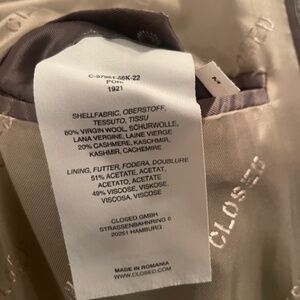 C-97941-56K-22
1921
SHELLFABRIC, OBERSTOFF,
TESSUTO, TISSU
80% VIRGIN WOOL, SCHURWOLLE,
LANA VERGINE, LAINE VIERGE
20% CASHMERE, KASCHMIR,
KASHMIR, CACHEMIRE
LINING, FUTTER, FODERA, DOUBLURE
51% ACETATE, ACETAT,
ACETATO, ACETATE
49% VISCOSE, VISKOSE,
VISCOSA, VISCOSE
CLOSED GMBH
STRASSENBAHNRING 6
20251 HAMBURG
MADE IN ROMANIA
WWW.CLOSED.COM
CLOSED